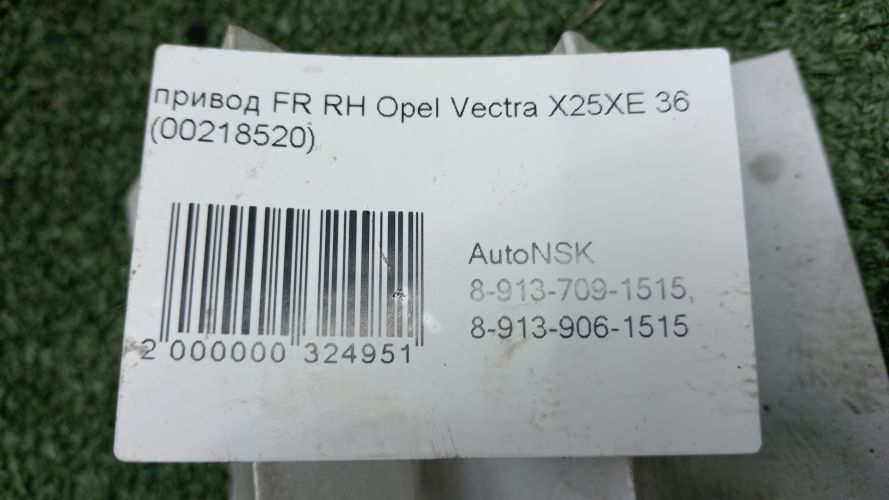 привод FR RH Opel Vectra X25XE 36
(00218520)
AutoNSK
8-913-709-1515,
8-913-906-1515
2 000000 324951